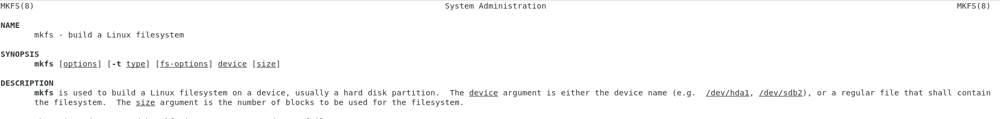 MKFS(8) System Administration MKFS(8)
NAME
mkfs - build a Linux filesystem
SYNOPSIS
mkfs [options] [-t type] [fs-options] device [size]
DESCRIPTION
mkfs is used to build a Linux filesystem on a device, usually a hard disk partition.  The device argument is either the device name (e.g.  /dev/hda1, /dev/sdb2), or a regular file that shall contain
the filesystem.  The size argument is the number of blocks to be used for the filesystem.